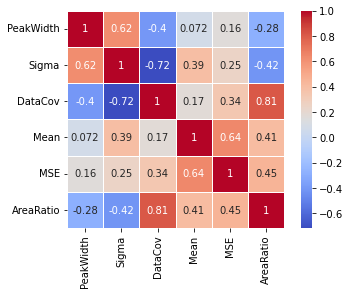 PeakWidth 1 0.62 -0.4 0.072 0.16 -0.28
Sigma 0.62 1 -0.72 0.39 0.25 -0.42
DataCov -0.4 -0.72 1 0.17 0.34 0.81
Mean 0.072 0.39 0.17 1 0.64 0.41
MSE 0.16 0.25 0.34 0.64 1 0.45
AreaRatio -0.28 -0.42 0.81 0.41 0.45 1
PeakWidth Sigma DataCov Mean MSE AreaRatio
1.0
0.8
0.6
0.4
0.2
0.0
-0.2
-0.4
-0.6